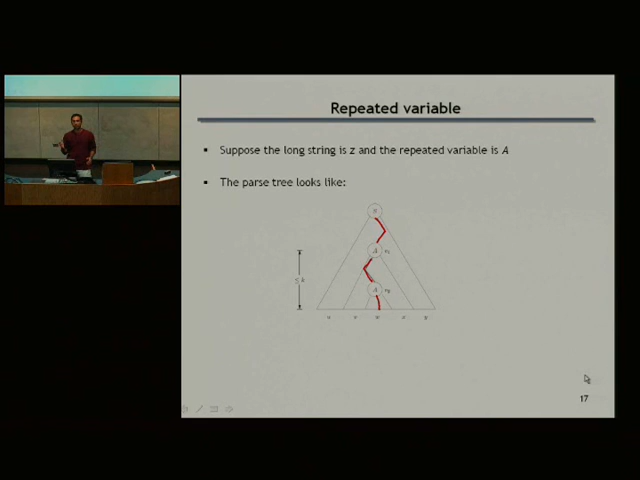 Repeated variable
Suppose the long string is z and the repeated variable is A
The parse tree looks like:
A
≤ k
A
u v w x y
17